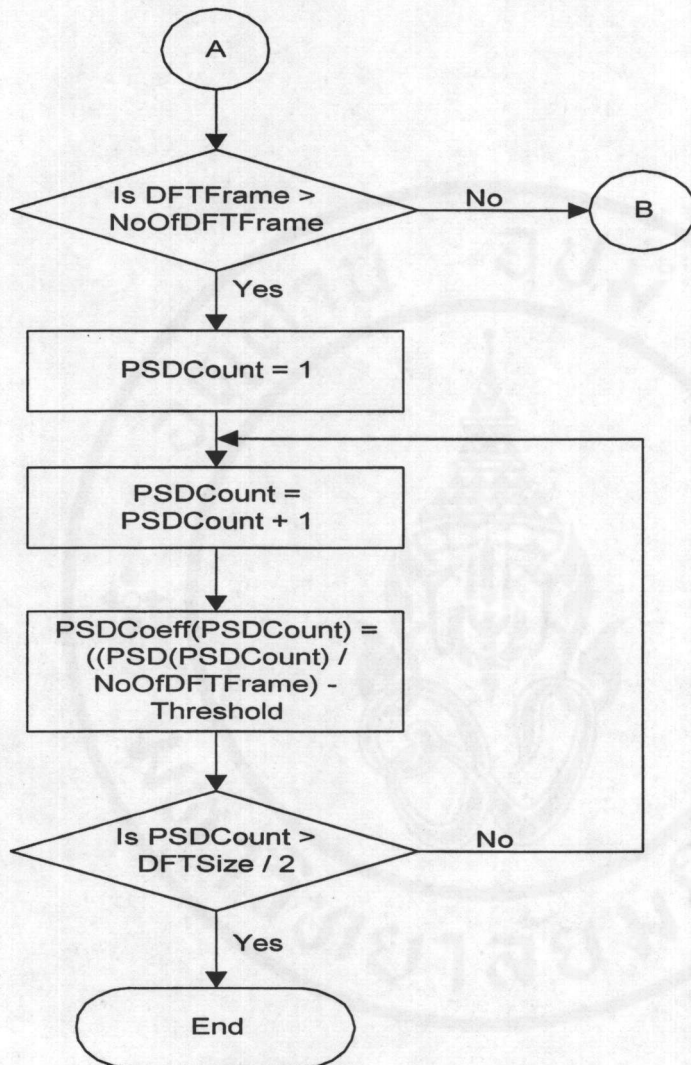 A
Is DFTFrame >
NoOfDFTFrame
No
B
Yes
PSDCount = 1
PSDCount =
PSDCount + 1
PSDCoeff(PSDCount) =
((PSD(PSDCount) /
NoOfDFTFrame) -
Threshold
Is PSDCount >
DFTSize / 2
No
Yes
End